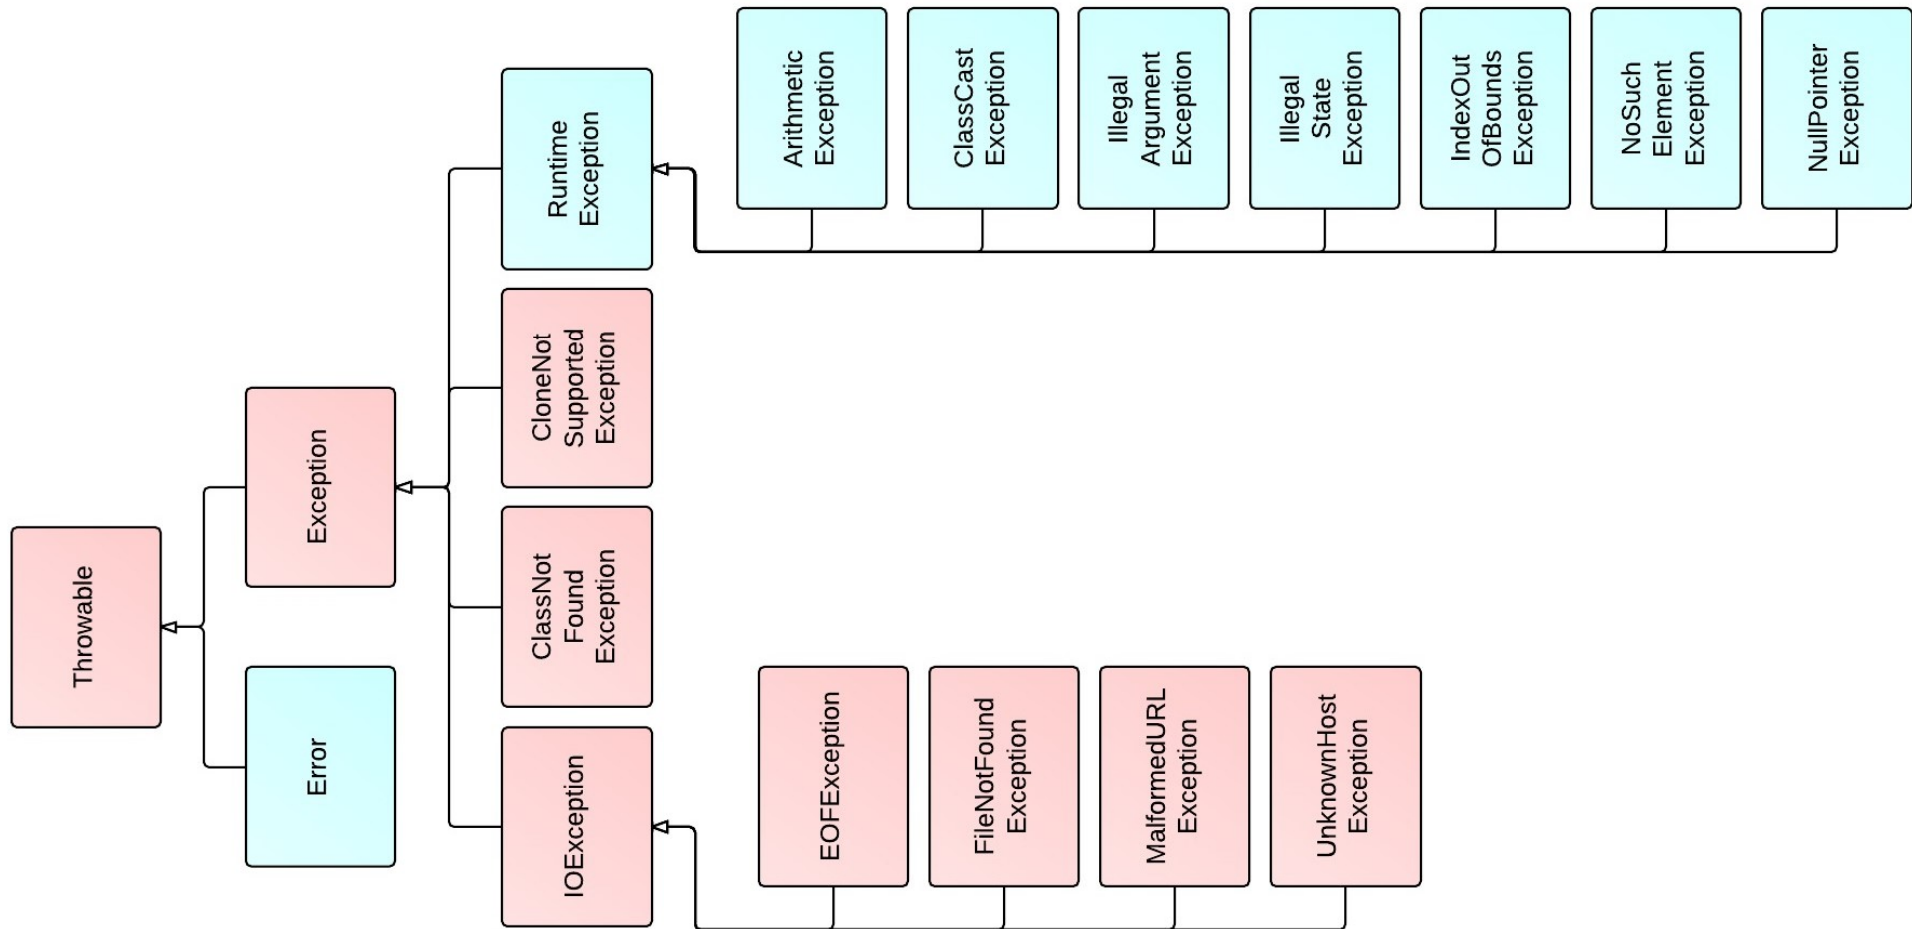 Throwable
Error
Exception
IOException
ClassNot
Found
Exception
CloneNot
Supported
Exception
Runtime
Exception
EOFException
FileNotFound
Exception
MalformedURL
Exception
UnknownHost
Exception
Arithmetic
Exception
ClassCast
Exception
Illegal
Argument
Exception
Illegal
State
Exception
IndexOut
OfBounds
Exception
NoSuch
Element
Exception
NullPointer
Exception